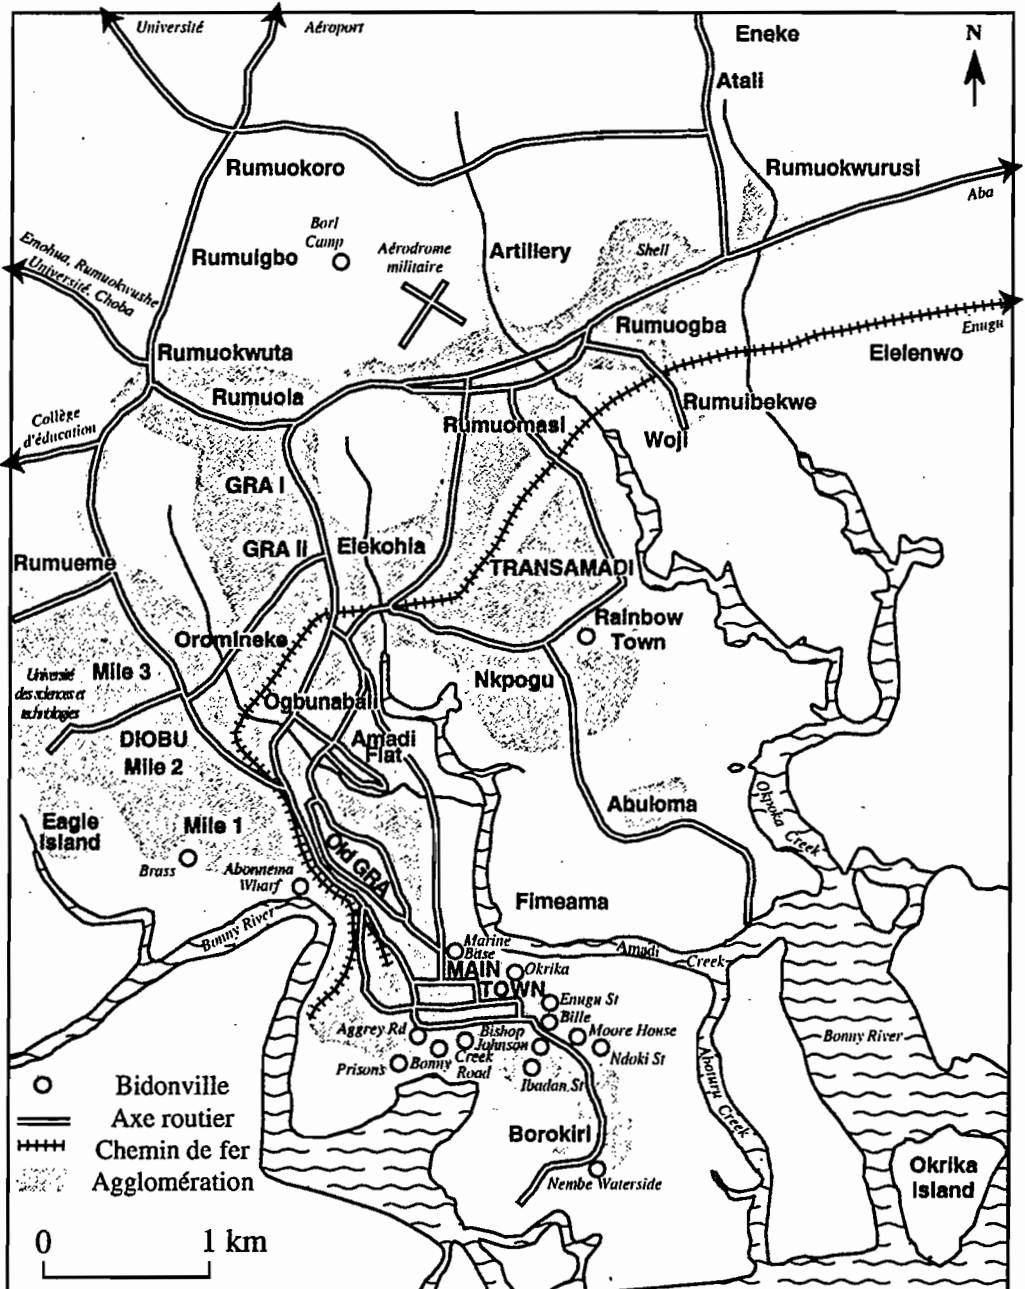 Université
Aéroport
Eneke
N
Atali
Rumuokoro
Rumuokwurusi
Aba
Bori
Camp
Emohua, Rumuokwushe
Université, Choba
Rumuigbo
Aérodrome
militaire
Artillery
Shell
Rumuogba
Enugu
Elelenwo
Rumuokwuta
Rumuola
Rumuibekwe
Collège
d'éducation
Rumuomasi
Woji
GRA I
GRA II
Elekohia
Rumueme
TRANSAMADI
Rainbow
Town
Oromineke
Mile 3
Université
des sciences et
technologies
Nkpogu
Ogbunabali
DIOBU
Mile 2
Amadi
Flat
Okpoka Creek
Abuloma
Eagle
Island
Mile 1
Old GRA
Brass
Abonnema
Wharf
Fimeama
Bonny River
Marine
Base
Amadi
Creek
MAIN
TOWN
Okrika
Enugu St
Bille
Aggrey Rd
Bishop
Johnson
Moore House
Bonny River
Ndoki St
Prisons
Bonny
Creek
Road
Ibadan St
Aboturu Creek
Bidonville
Axe routier
Chemin de fer
Agglomération
Borokiri
Okrika
Island
Nembe Waterside
0 1 km